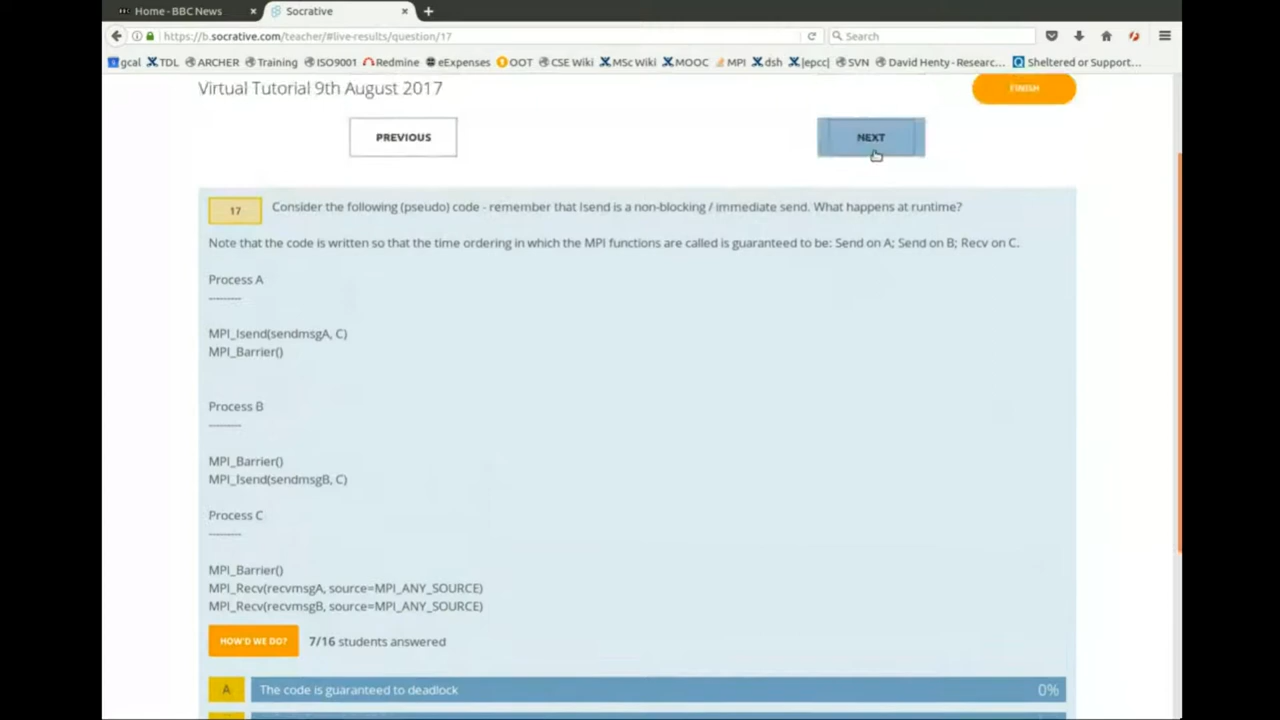 Home - BBC News
Socrative
https://b.socrative.com/teacher/#live-results/question/17
Search
gcal TDL ARCHER Training ISO9001 Redmine eExpenses OOT CSE Wiki MSc Wiki MOOC MPI dsh |epcc| SVN David Henty - Researc... Sheltered or Support...
Virtual Tutorial 9th August 2017
FINISH
PREVIOUS
NEXT
17
Consider the following (pseudo) code - remember that Isend is a non-blocking / immediate send. What happens at runtime?
Note that the code is written so that the time ordering in which the MPI functions are called is guaranteed to be: Send on A; Send on B; Recv on C.
Process A
---------
MPI_Isend(sendmsgA, C)
MPI_Barrier()
Process B
---------
MPI_Barrier()
MPI_Isend(sendmsgB, C)
Process C
---------
MPI_Barrier()
MPI_Recv(recvmsgA, source=MPI_ANY_SOURCE)
MPI_Recv(recvmsgB, source=MPI_ANY_SOURCE)
HOW'D WE DO?
7/16 students answered
A
The code is guaranteed to deadlock
0%